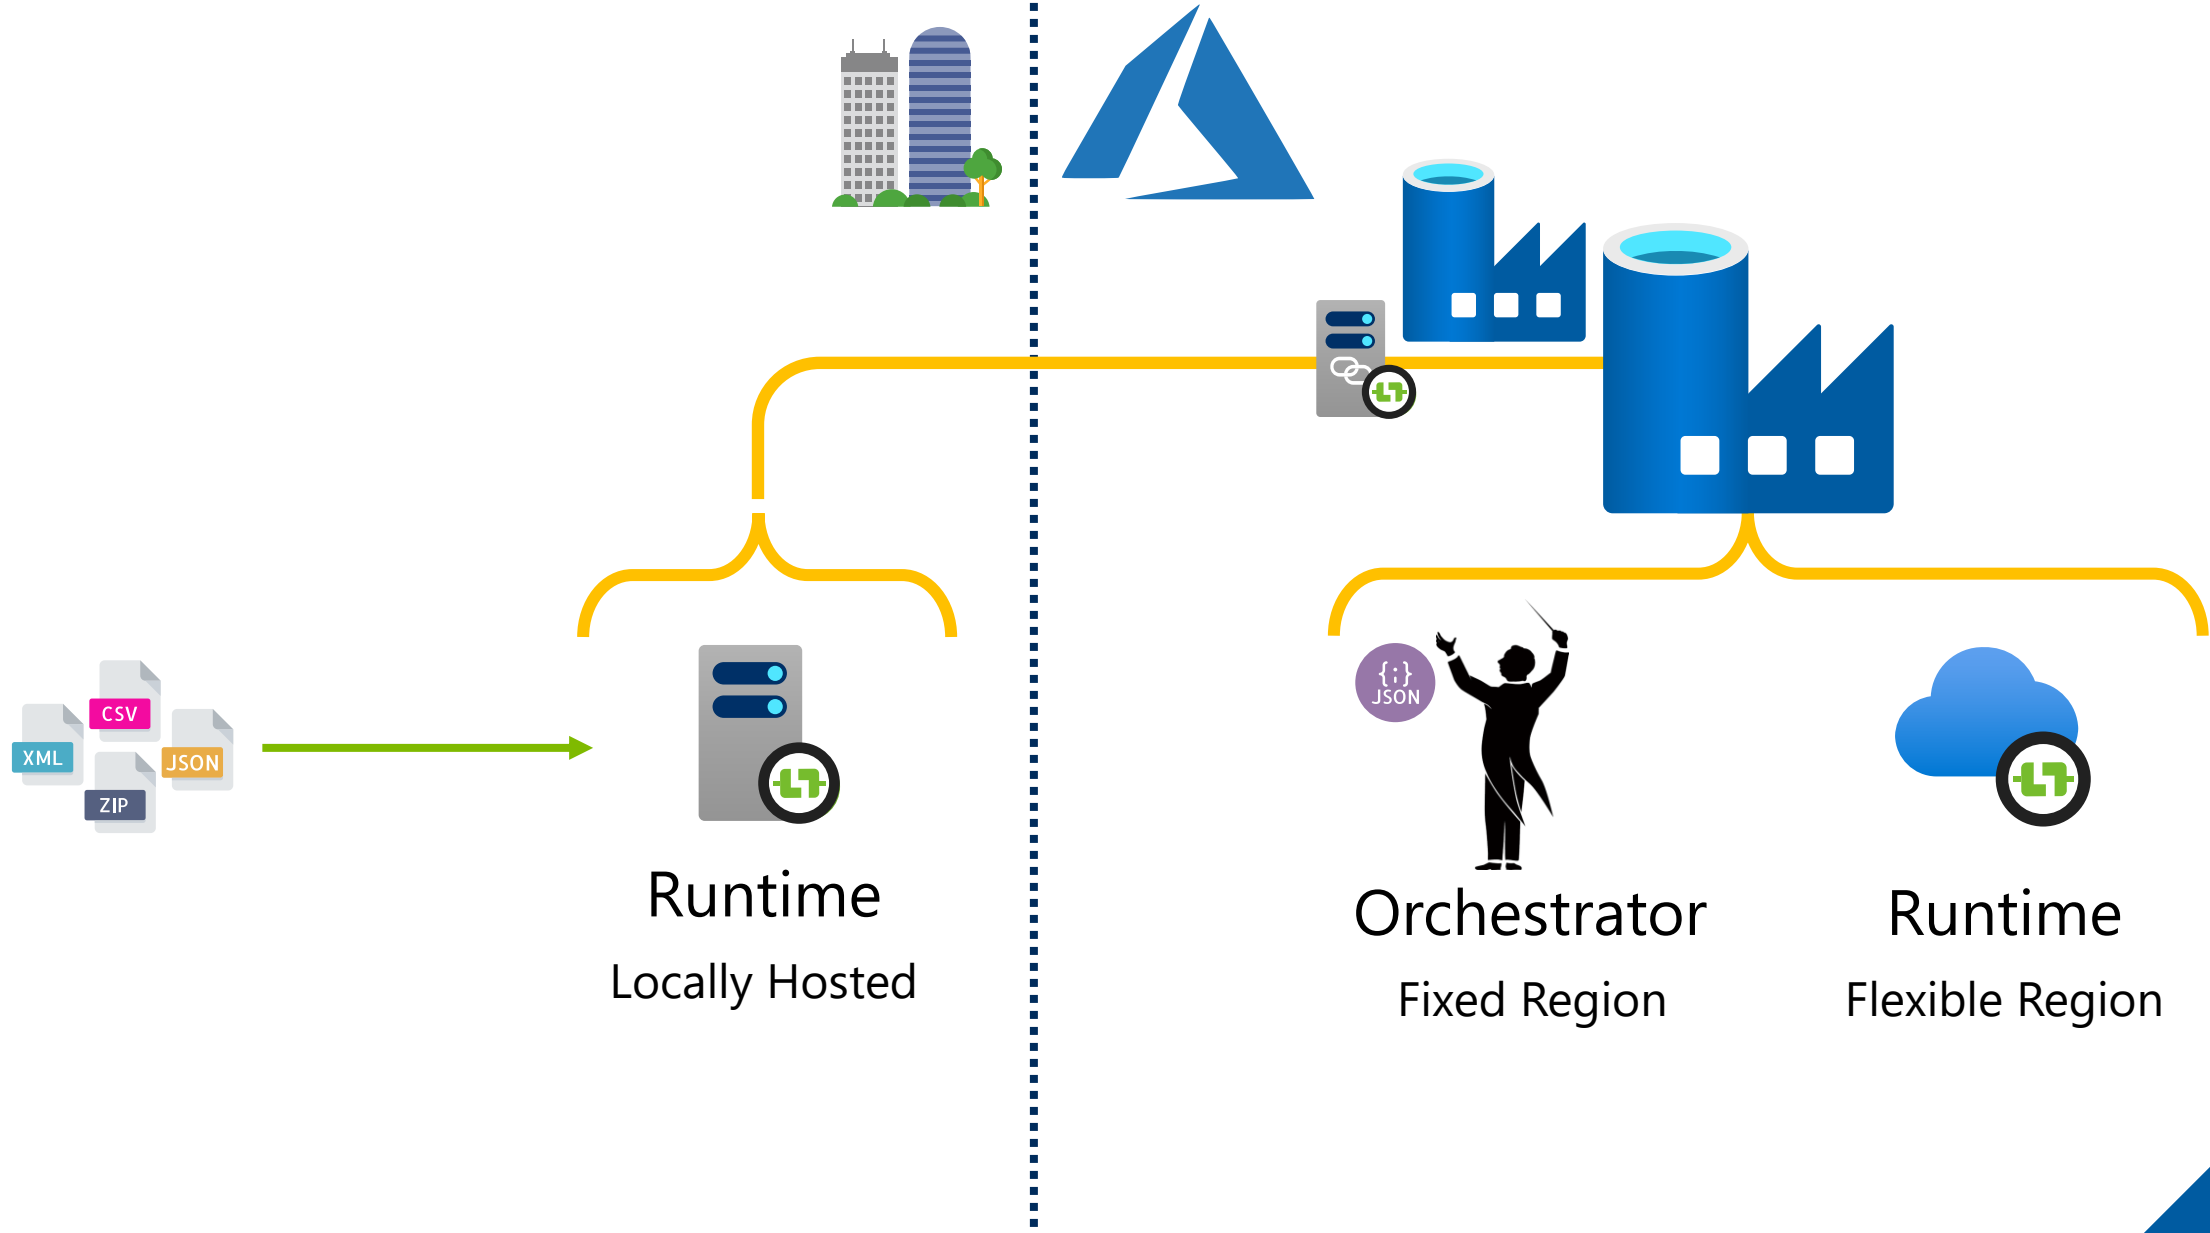 CSV
XML
JSON
ZIP
Runtime
Locally Hosted
{;}
JSON
Orchestrator
Fixed Region
Runtime
Flexible Region